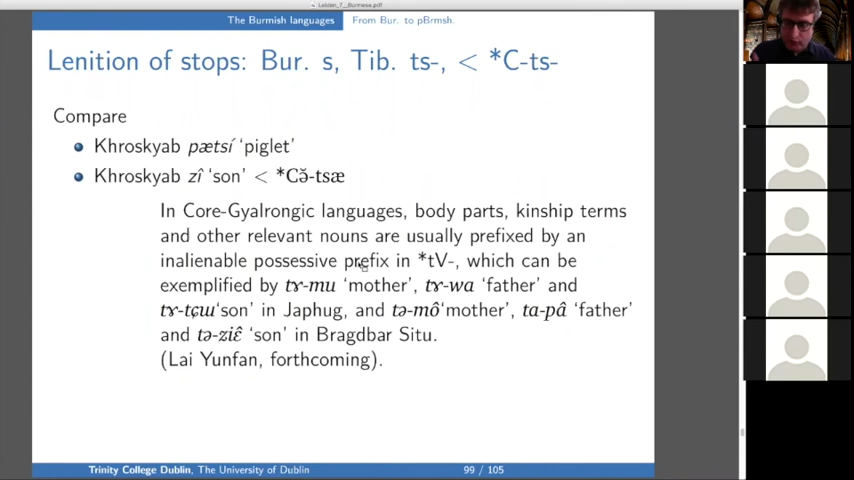 Leiden_7__Burmese.pdf
The Burmish languages From Bur. to pBrmsh.
Lenition of stops: Bur. s, Tib. ts-, < *C-ts-
Compare
Khroskyab pætsí ‘piglet’
Khroskyab zî ‘son’ < *Cə̌-tsæ
In Core-Gyalrongic languages, body parts, kinship terms
and other relevant nouns are usually prefixed by an
inalienable possessive prefix in *tV-, which can be
exemplified by tɤ-mu ‘mother’, tɤ-wa ‘father’ and
tɤ-tɕɯ‘son’ in Japhug, and tə-mô‘mother’, ta-pâ ‘father’
and tə-ziɛ̂ ‘son’ in Bragdbar Situ.
(Lai Yunfan, forthcoming).
Trinity College Dublin, The University of Dublin 99 / 105